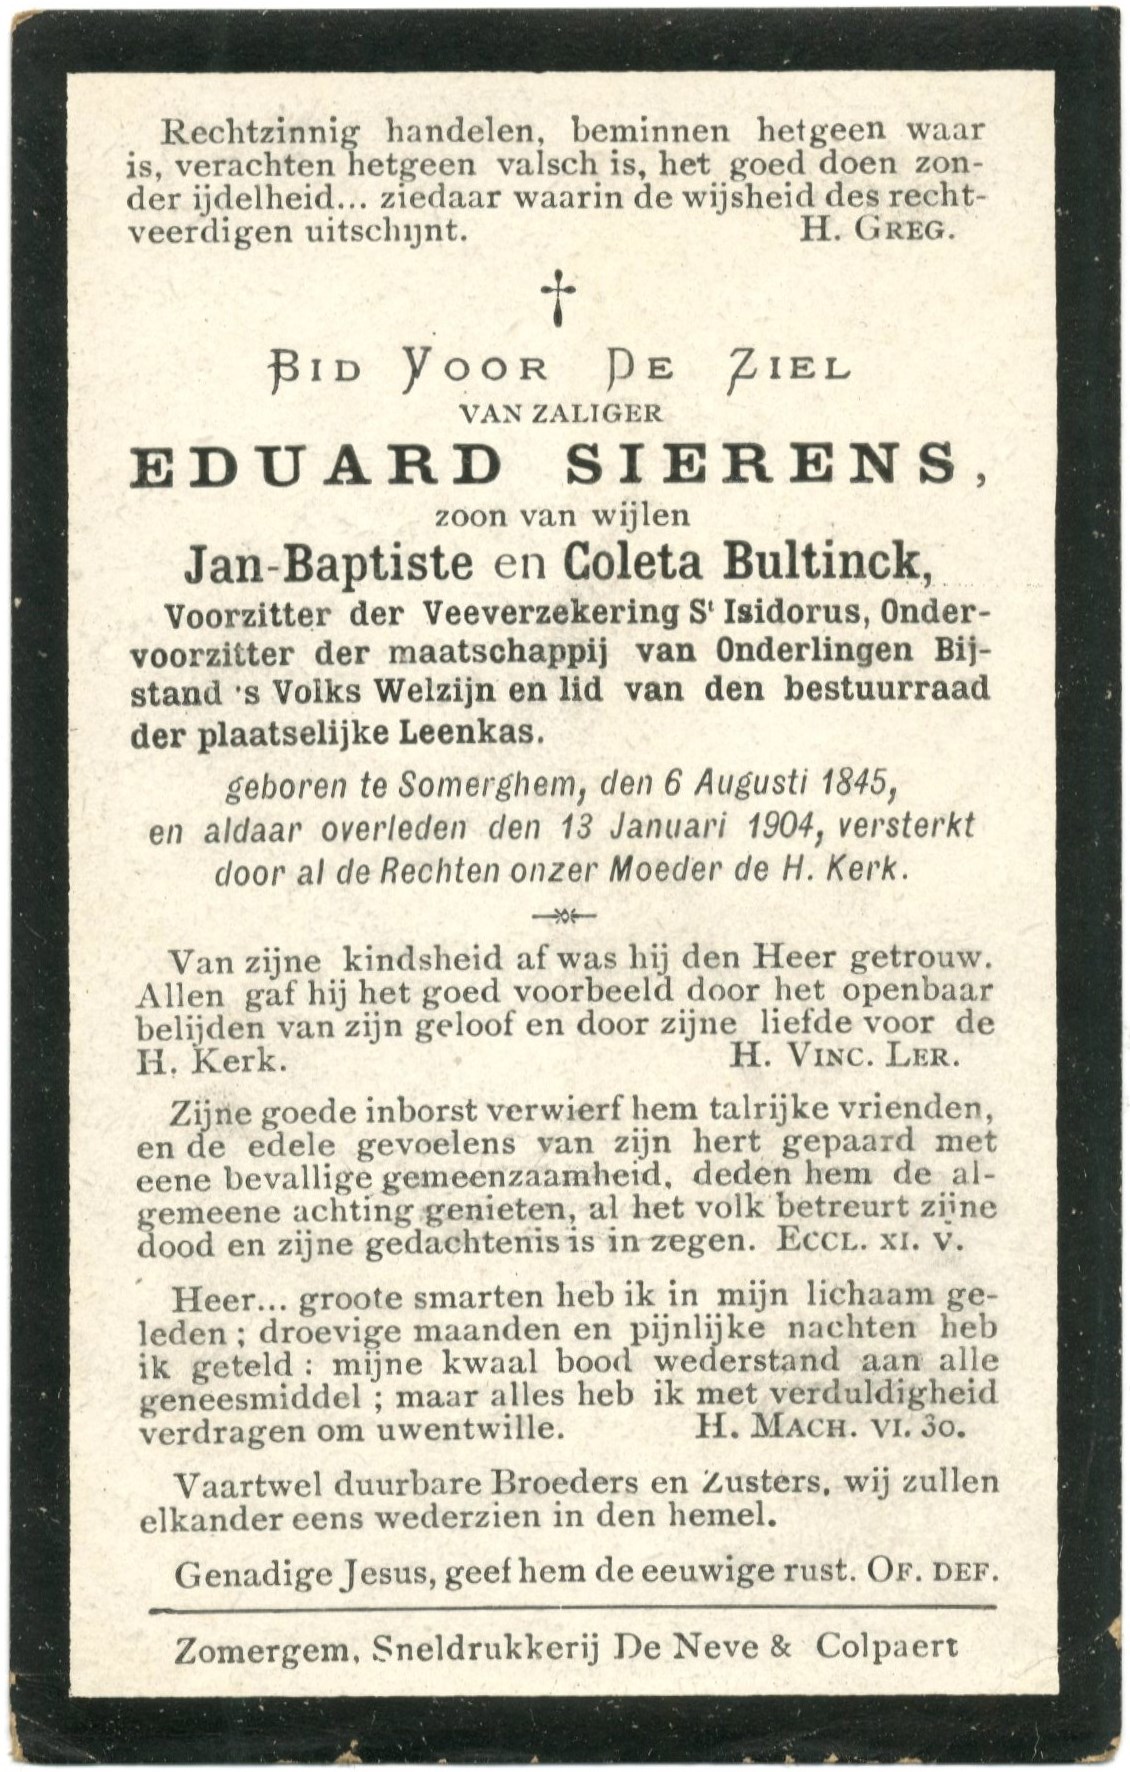 Rechtzinnig handelen, beminnen hetgeen waar
is, verachten hetgeen valsch is, het goed doen zon-
der ijdelheid... ziedaar waarin de wijsheid des recht-
veerdigen uitschijnt. H. GREG.
BID VOOR DE ZIEL
VAN ZALIGER
EDUARD SIERENS,
zoon van wijlen
Jan-Baptiste en Coleta Bultinck,
Voorzitter der Veeverzekering St Isidorus, Onder-
voorzitter der maatschappij van Onderlingen Bij-
stand 's Volks Welzijn en lid van den bestuurraad
der plaatselijke Leenkas.
geboren te Somerghem, den 6 Augusti 1845,
en aldaar overleden den 13 Januari 1904, versterkt
door al de Rechten onzer Moeder de H. Kerk.
Van zijne kindsheid af was hij den Heer getrouw.
Allen gaf hij het goed voorbeeld door het openbaar
belijden van zijn geloof en door zijne liefde voor de
H. Kerk. H. VINC. LER.
Zijne goede inborst verwierf hem talrijke vrienden,
en de edele gevoelens van zijn hert gepaard met
eene bevallige gemeenzaamheid, deden hem de al-
gemeene achting genieten, al het volk betreurt zijne
dood en zijne gedachtenis is in zegen. ECCL. XI. V.
Heer... groote smarten heb ik in mijn lichaam ge-
leden ; droevige maanden en pijnlijke nachten heb
ik geteld : mijne kwaal bood wederstand aan alle
geneesmiddel ; maar alles heb ik met verduldigheid
verdragen om uwentwille. H. MACH. VI. 30.
Vaartwel duurbare Broeders en Zusters, wij zullen
elkander eens wederzien in den hemel.
Genadige Jesus, geef hem de eeuwige rust. OF. DEF.
Zomergem, Sneldrukkerij De Neve & Colpaert